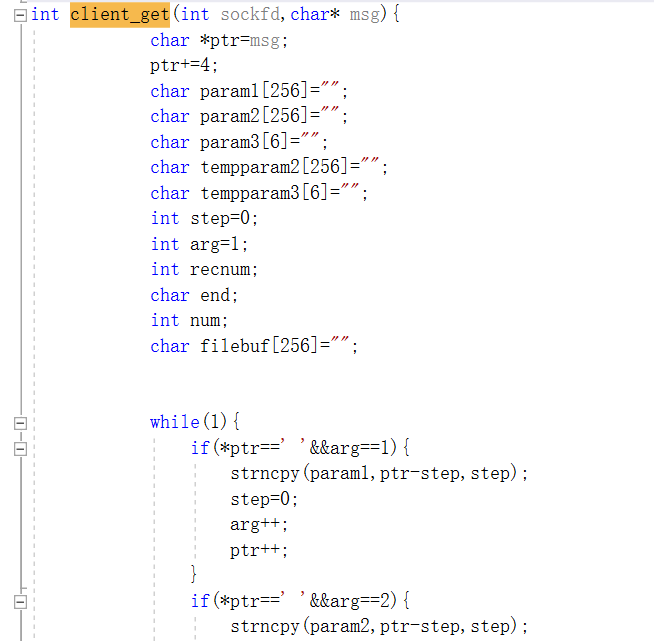 int client_get(int sockfd,char* msg){
char *ptr=msg;
ptr+=4;
char param1[256]="";
char param2[256]="";
char param3[6]="";
char tempparam2[256]="";
char tempparam3[6]="";
int step=0;
int arg=1;
int recnum;
char end;
int num;
char filebuf[256]="";
while(1){
if(*ptr==' '&&arg==1){
strncpy(param1,ptr-step,step);
step=0;
arg++;
ptr++;
}
if(*ptr==' '&&arg==2){
strncpy(param2,ptr-step,step);